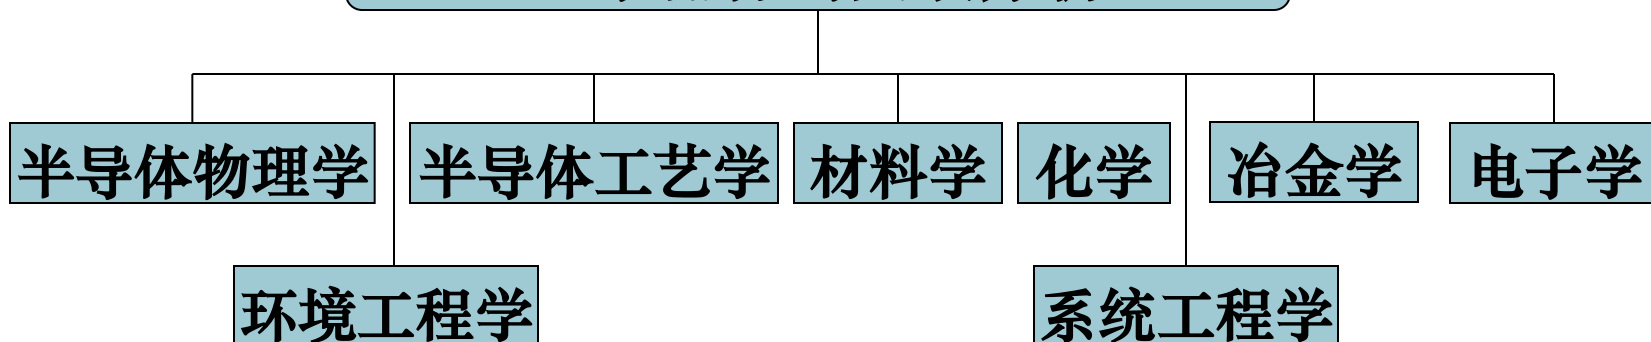 半导体物理学
半导体工艺学
材料学
化学
冶金学
电子学
环境工程学
系统工程学